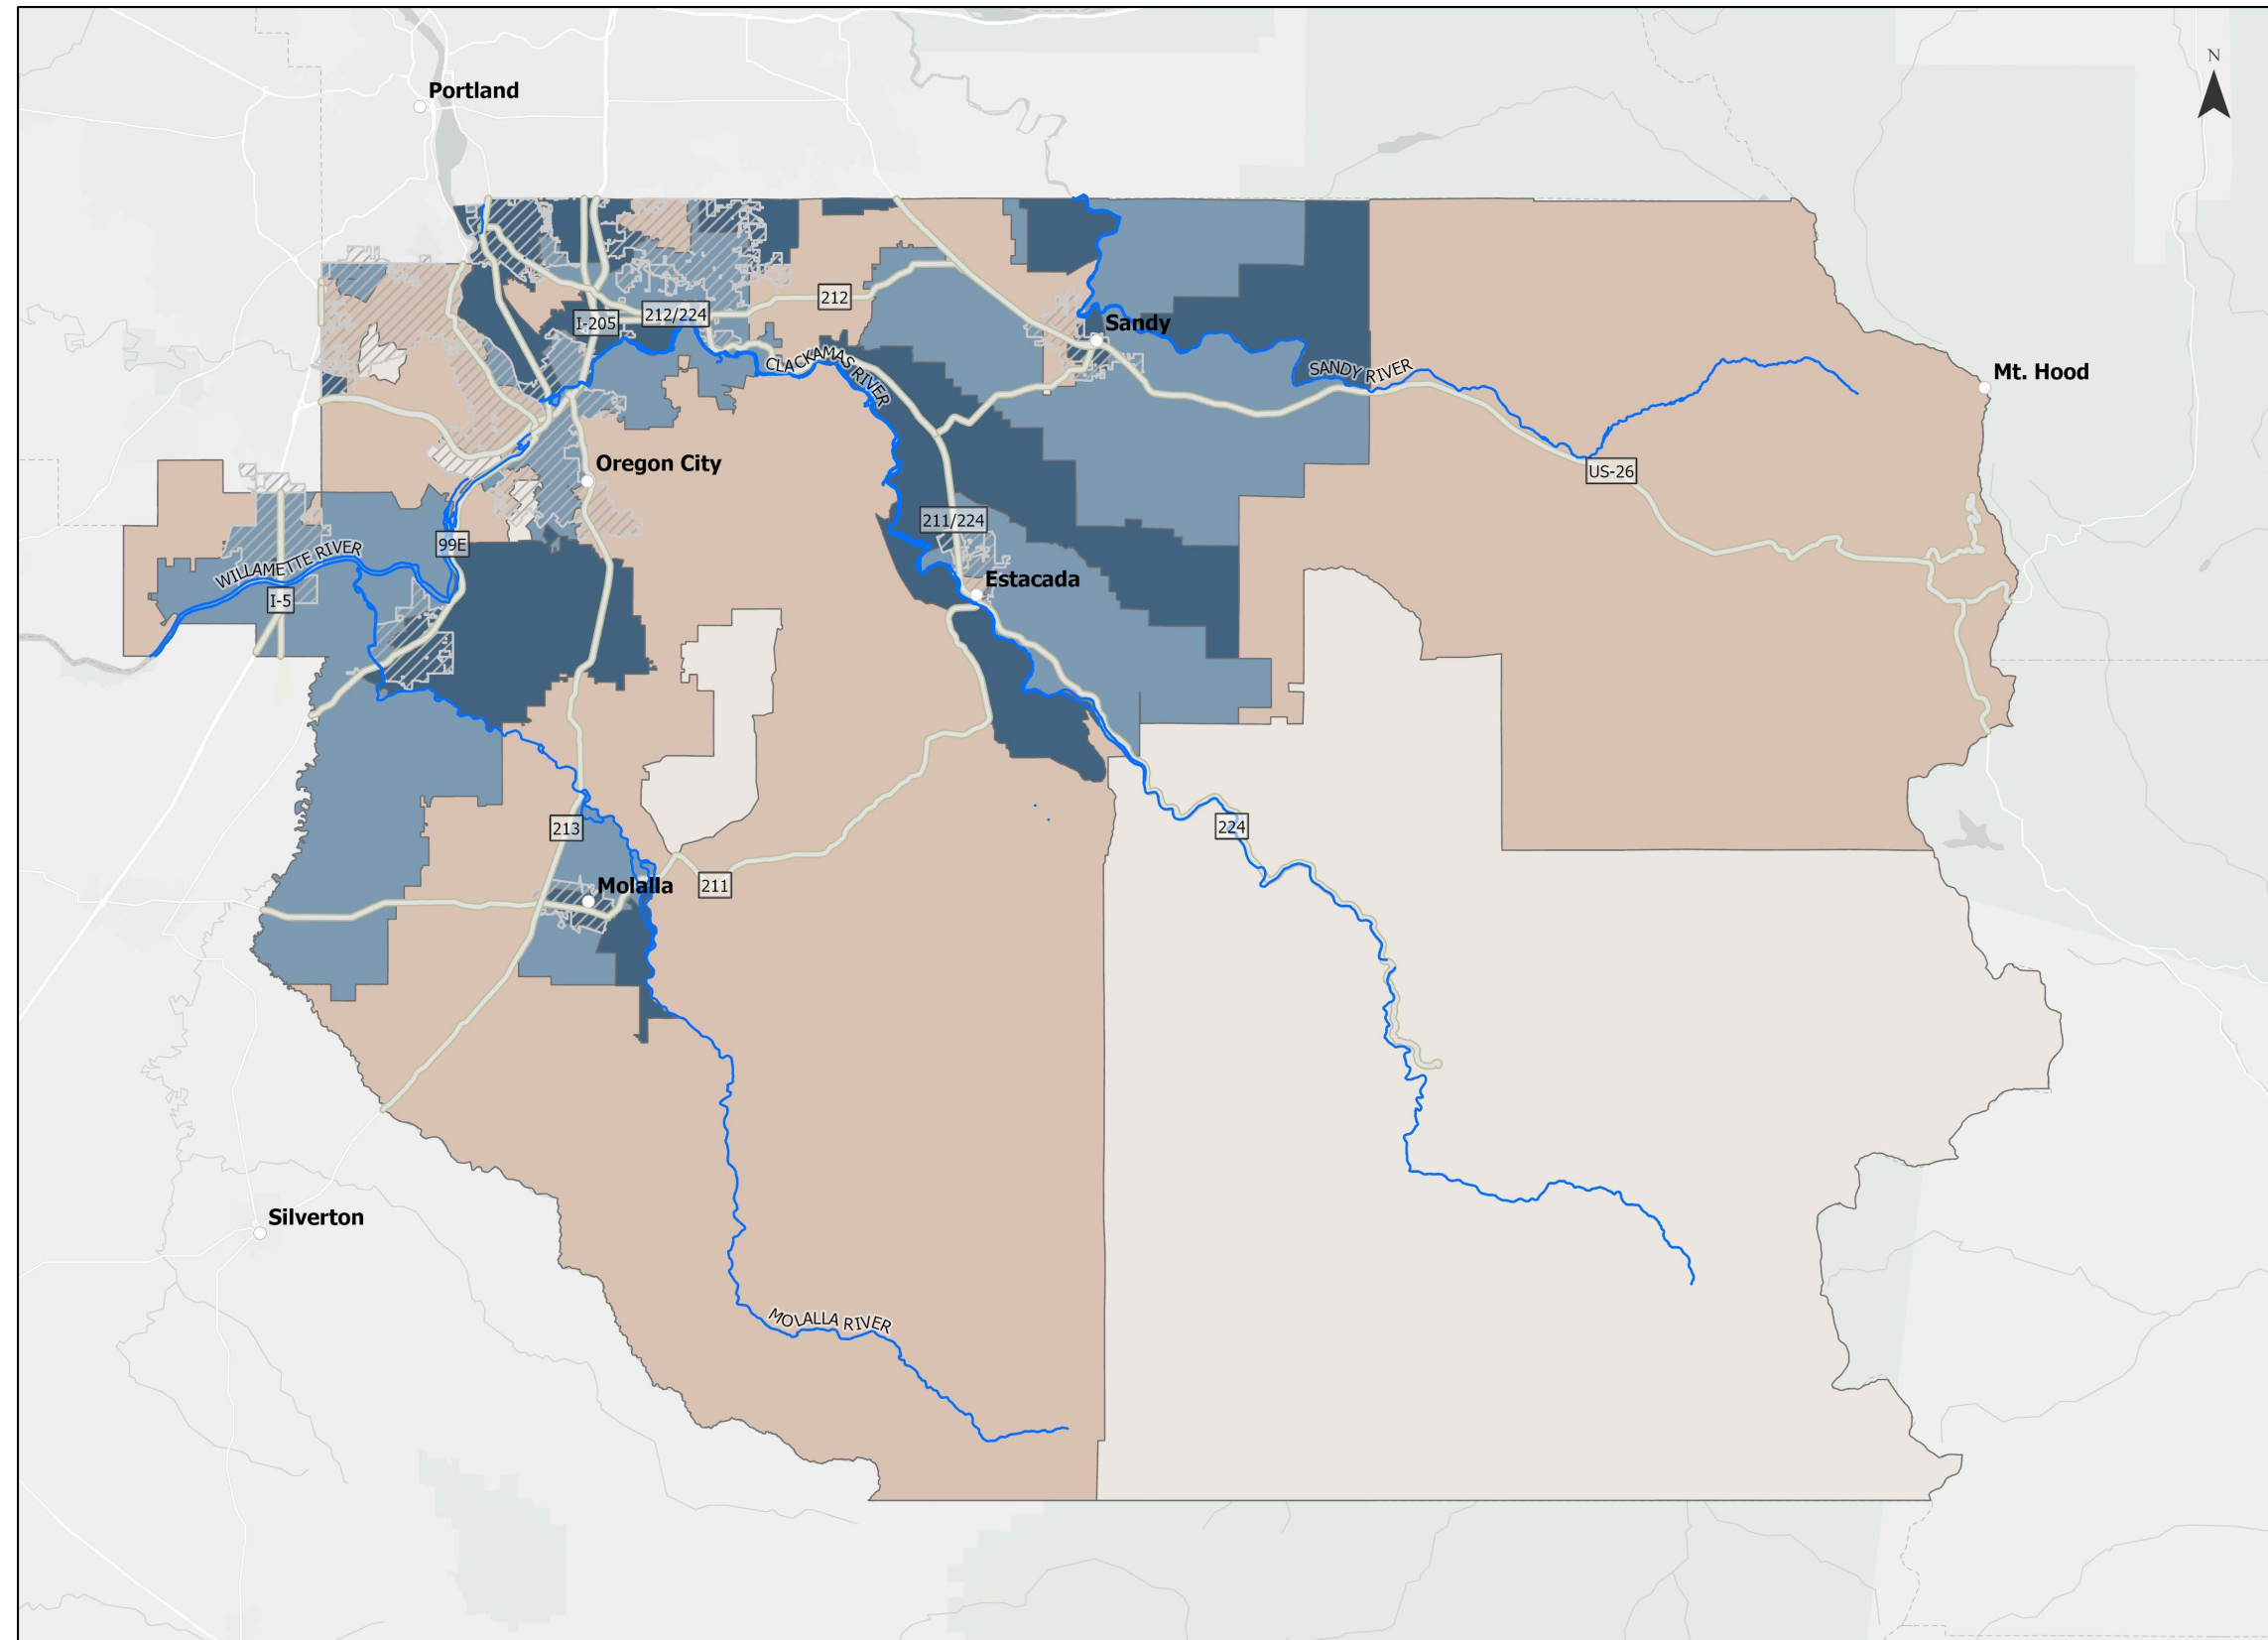 N
Portland
212
212/224
I-205
Sandy
CLACKAMAS RIVER
SANDY RIVER
Mt. Hood
Oregon City
US-26
211/224
99E
WILLAMETTE RIVER
Estacada
I-5
224
213
Molalla
211
Silverton
MOLALLA RIVER